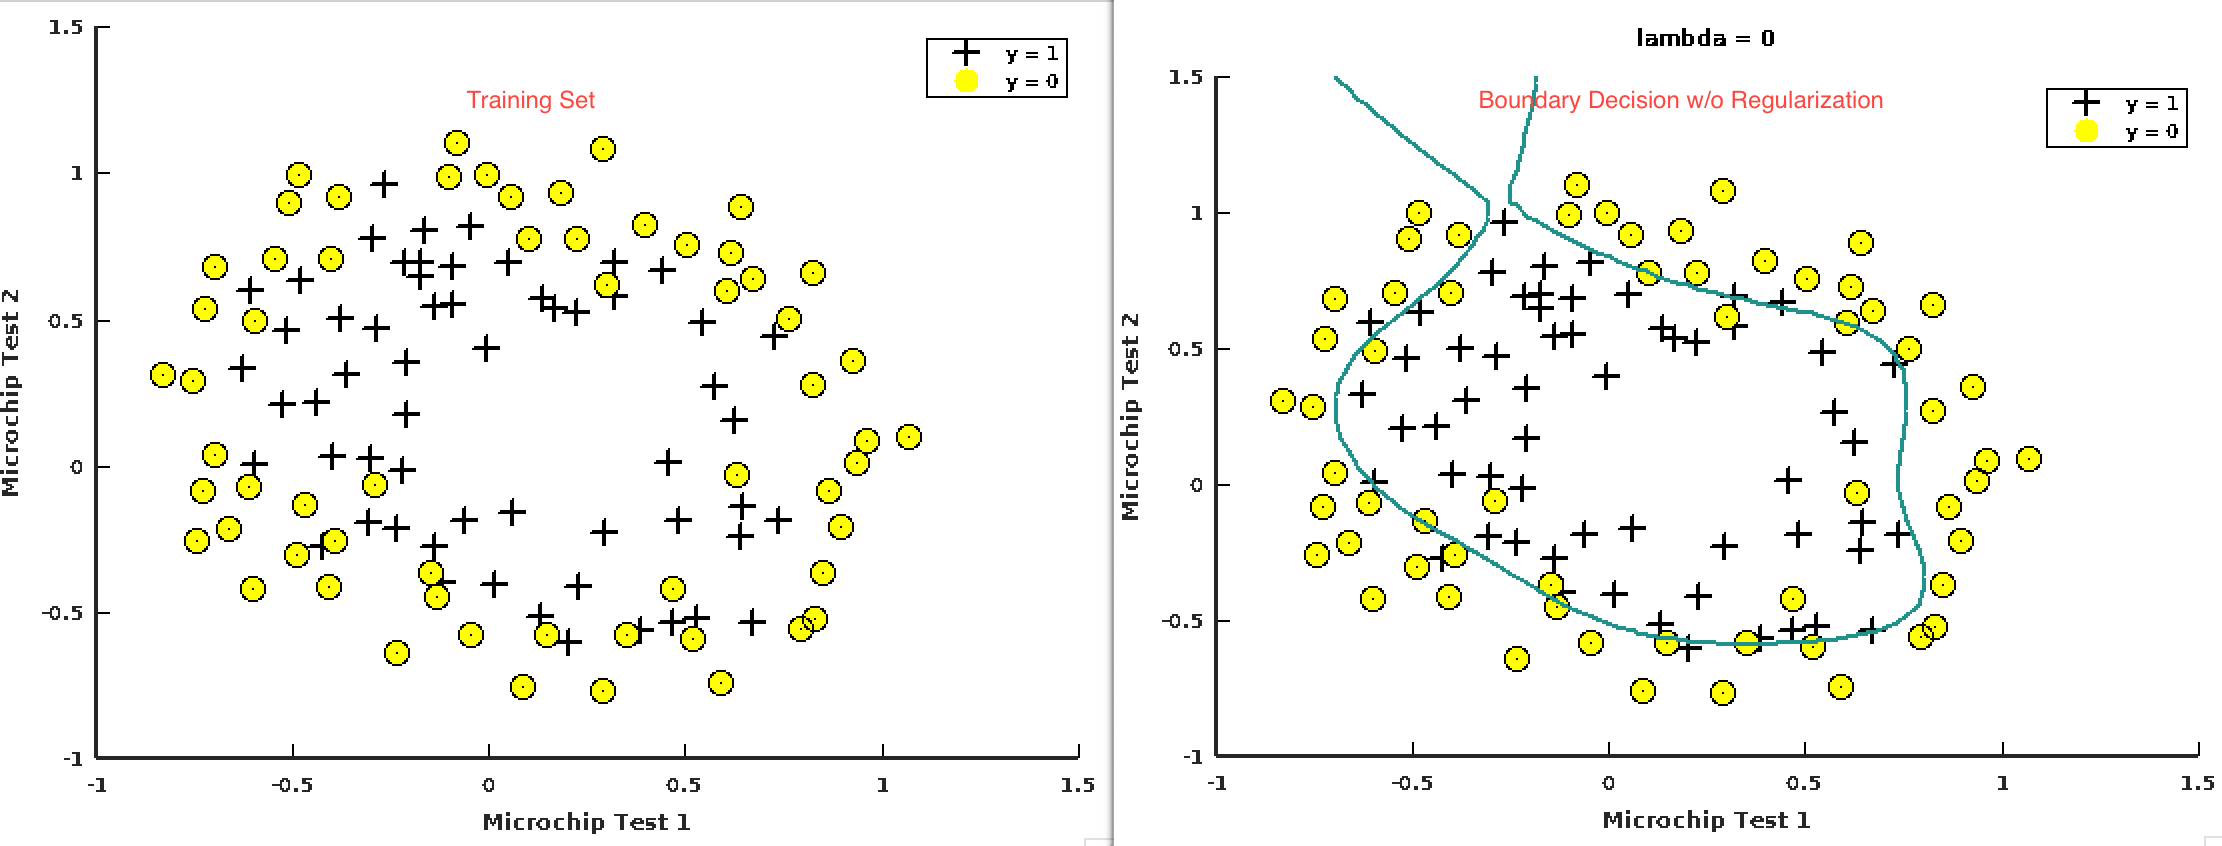 1.5
1
0.5
0
-0.5
-1
-1
-0.5
0
0.5
1
1.5
Microchip Test 2
Microchip Test 1
Training Set
y = 1
y = 0
lambda = 0
Boundary Decision w/o Regularization
y = 1
y = 0
1.5
1
0.5
0
-0.5
-1
-1
-0.5
0
0.5
1
1.5
Microchip Test 2
Microchip Test 1